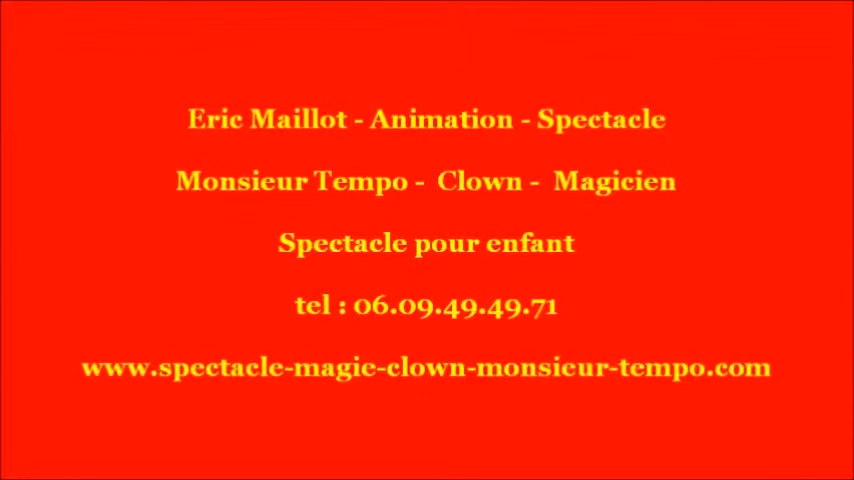 Eric Maillot - Animation - Spectacle
Monsieur Tempo - Clown - Magicien
Spectacle pour enfant
tel : 06.09.49.49.71
www.spectacle-magie-clown-monsieur-tempo.com